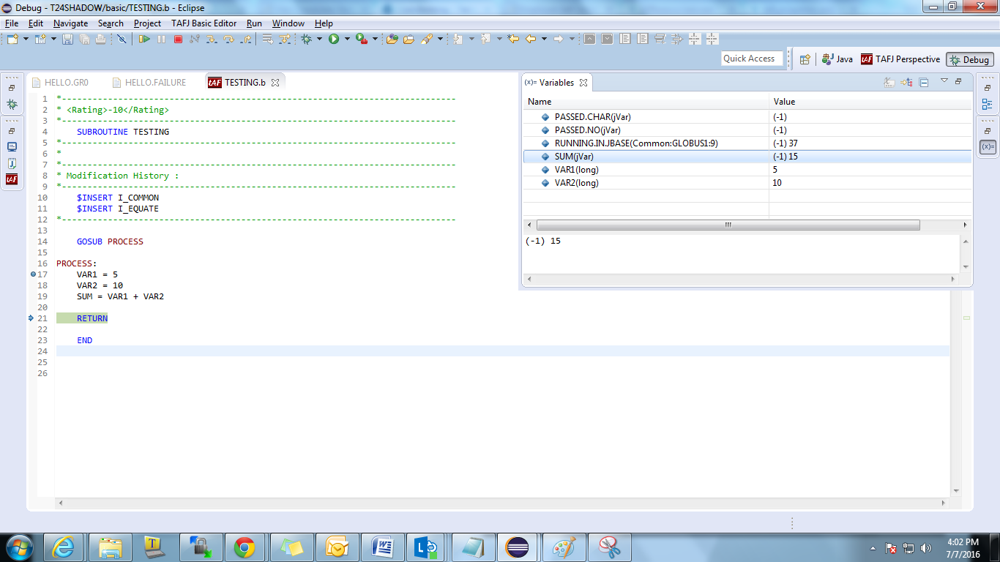 Debug - T24SHADOW/basic/TESTING.b - Eclipse
File Edit Navigate Search Project TAFJ Basic Editor Run Window Help
Quick Access
Java
tAF TAFJ Perspective
Debug
HELLO.GR0
HELLO.FAILURE
tAF TESTING.b
1 *-----------------------------------------------------------------------------
2 * <Rating>-10</Rating>
3 *-----------------------------------------------------------------------------
4 SUBROUTINE TESTING
5 *-----------------------------------------------------------------------------
6 *
7 *-----------------------------------------------------------------------------
8 * Modification History :
9 *-----------------------------------------------------------------------------
10 $INSERT I_COMMON
11 $INSERT I_EQUATE
12 *-----------------------------------------------------------------------------
13
14 GOSUB PROCESS
15
16 PROCESS:
17 VAR1 = 5
18 VAR2 = 10
19 SUM = VAR1 + VAR2
20
21 RETURN
22
23 END
24
25
26
(x)= Variables
Name Value
PASSED.CHAR(jVar) (-1)
PASSED.NO(jVar) (-1)
RUNNING.IN.JBASE(Common:GLOBUS1:9) (-1) 37
SUM(jVar) (-1) 15
VAR1(long) 5
VAR2(long) 10
(-1) 15
tAF
(x)=
4:02 PM
7/7/2016